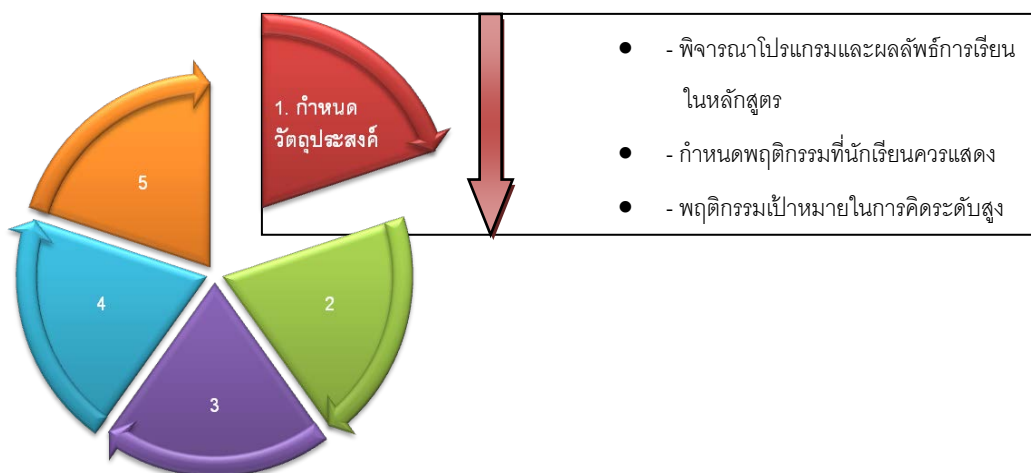 1. กำหนด
วัตถุประสงค์
● - พิจารณาโปรแกรมและผลลัพธ์การเรียน
ในหลักสูตร
● - กำหนดพฤติกรรมที่นักเรียนควรแสดง
● - พฤติกรรมเป้าหมายในการคิดระดับสูง
2
3
4
5